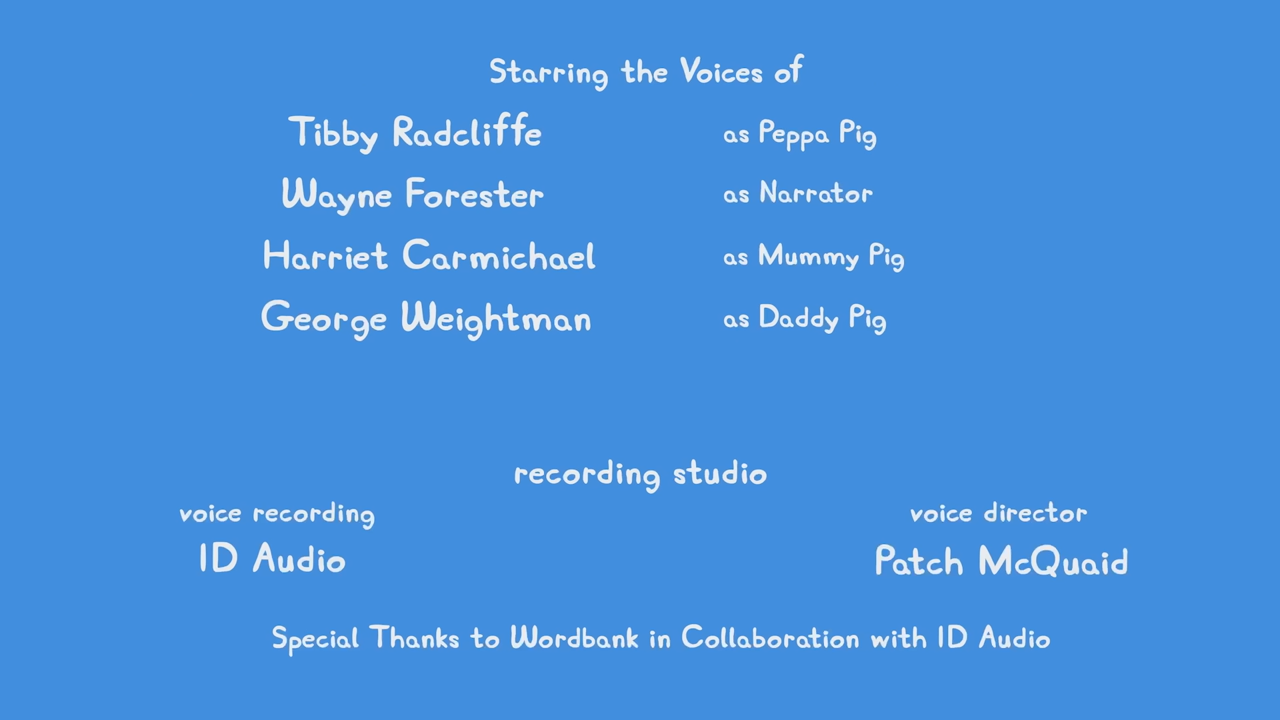 Starring the Voices of
Tibby Radcliffe as Peppa Pig
Wayne Forester as Narrator
Harriet Carmichael as Mummy Pig
George Weightman as Daddy Pig
recording studio
voice recording voice director
ID Audio Patch McQuaid
Special Thanks to Wordbank in Collaboration with ID Audio